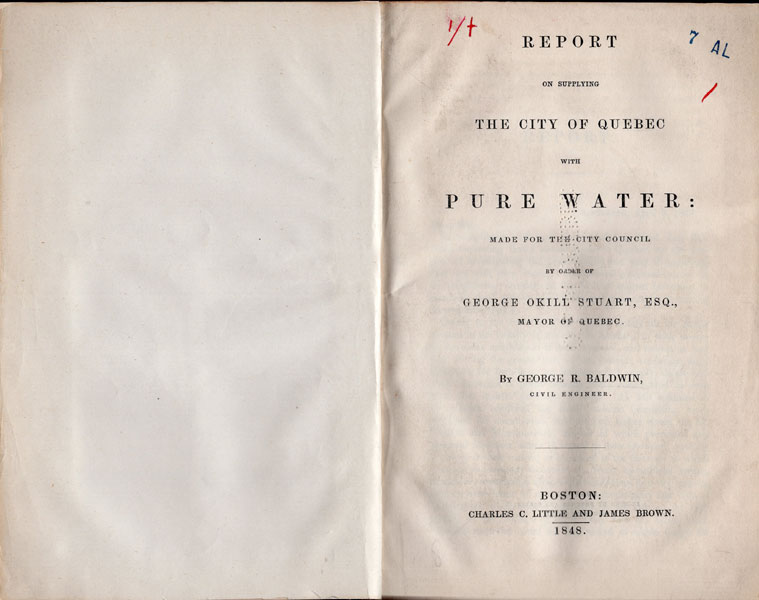 1/t
7 AL
/
REPORT
ON SUPPLYING
THE CITY OF QUEBEC
WITH
PURE WATER:
MADE FOR THE CITY COUNCIL
BY ORDER OF
GEORGE OKILL STUART, ESQ.,
MAYOR OF QUEBEC.
BY GEORGE R. BALDWIN,
CIVIL ENGINEER.
BOSTON:
CHARLES C. LITTLE AND JAMES BROWN.
1848.